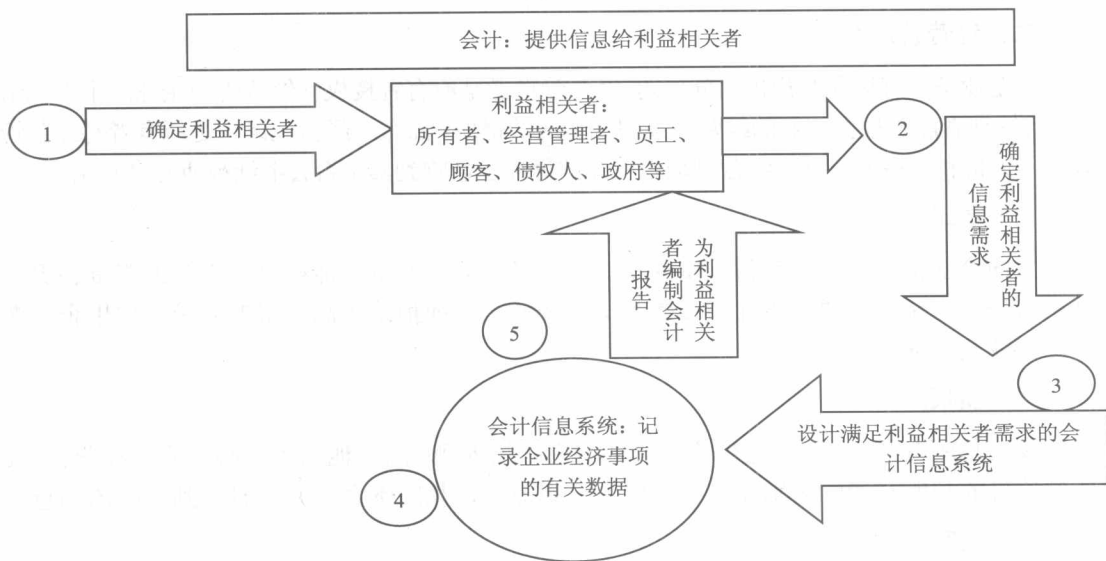 会计：提供信息给利益相关者
1
确定利益相关者
利益相关者：
所有者、经营管理者、员工、
顾客、债权人、政府等
2
确定利益相关者的
信息需求
3
设计满足利益相关者需求的会
计信息系统
4
会计信息系统：记
录企业经济事项
的有关数据
5
为利益相关
者编制会计
报告